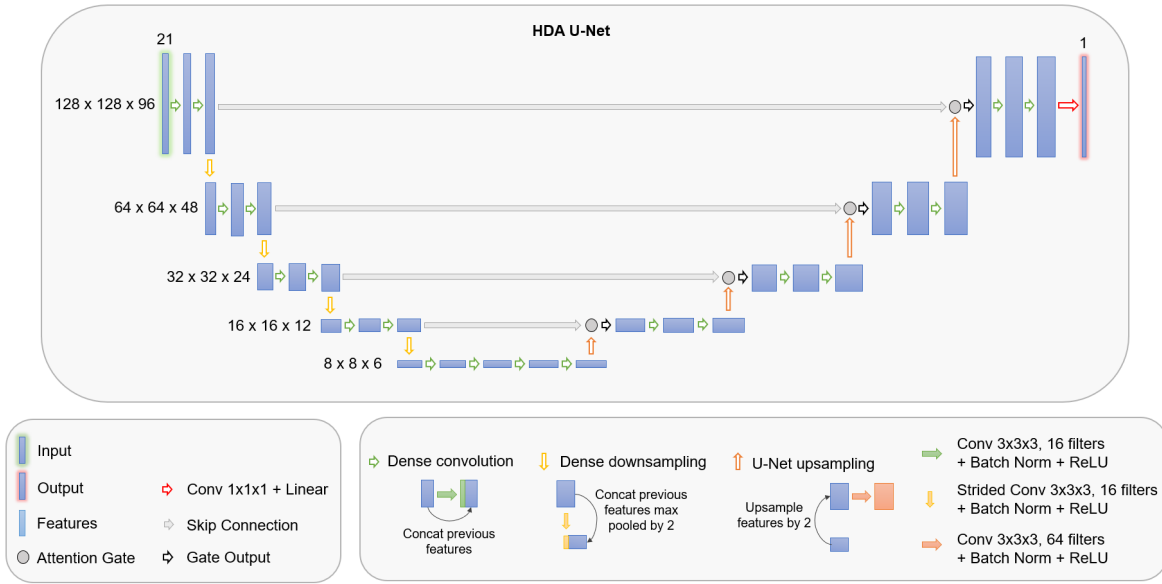 HDA U-Net
21
1
128 x 128 x 96
64 x 64 x 48
32 x 32 x 24
16 x 16 x 12
8 x 8 x 6
Input
Output
Features
Attention Gate
Conv 1x1x1 + Linear
Skip Connection
Gate Output
Dense convolution
Concat previous
features
Dense downsampling
Concat previous
features max
pooled by 2
U-Net upsampling
Upsample
features by 2
Conv 3x3x3, 16 filters
+ Batch Norm + ReLU
Strided Conv 3x3x3, 16 filters
+ Batch Norm + ReLU
Conv 3x3x3, 64 filters
+ Batch Norm + ReLU